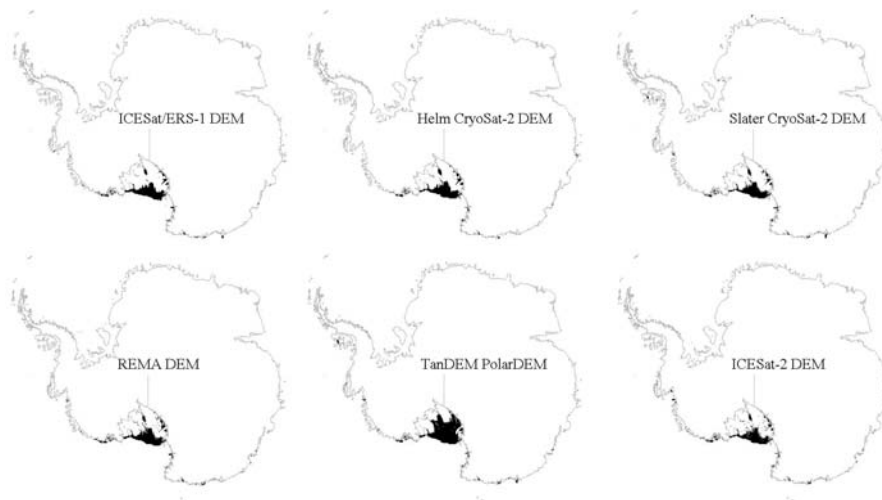 ICESat/ERS-1 DEM
Helm CryoSat-2 DEM
Slater CryoSat-2 DEM
REMA DEM
TanDEM PolarDEM
ICESat-2 DEM